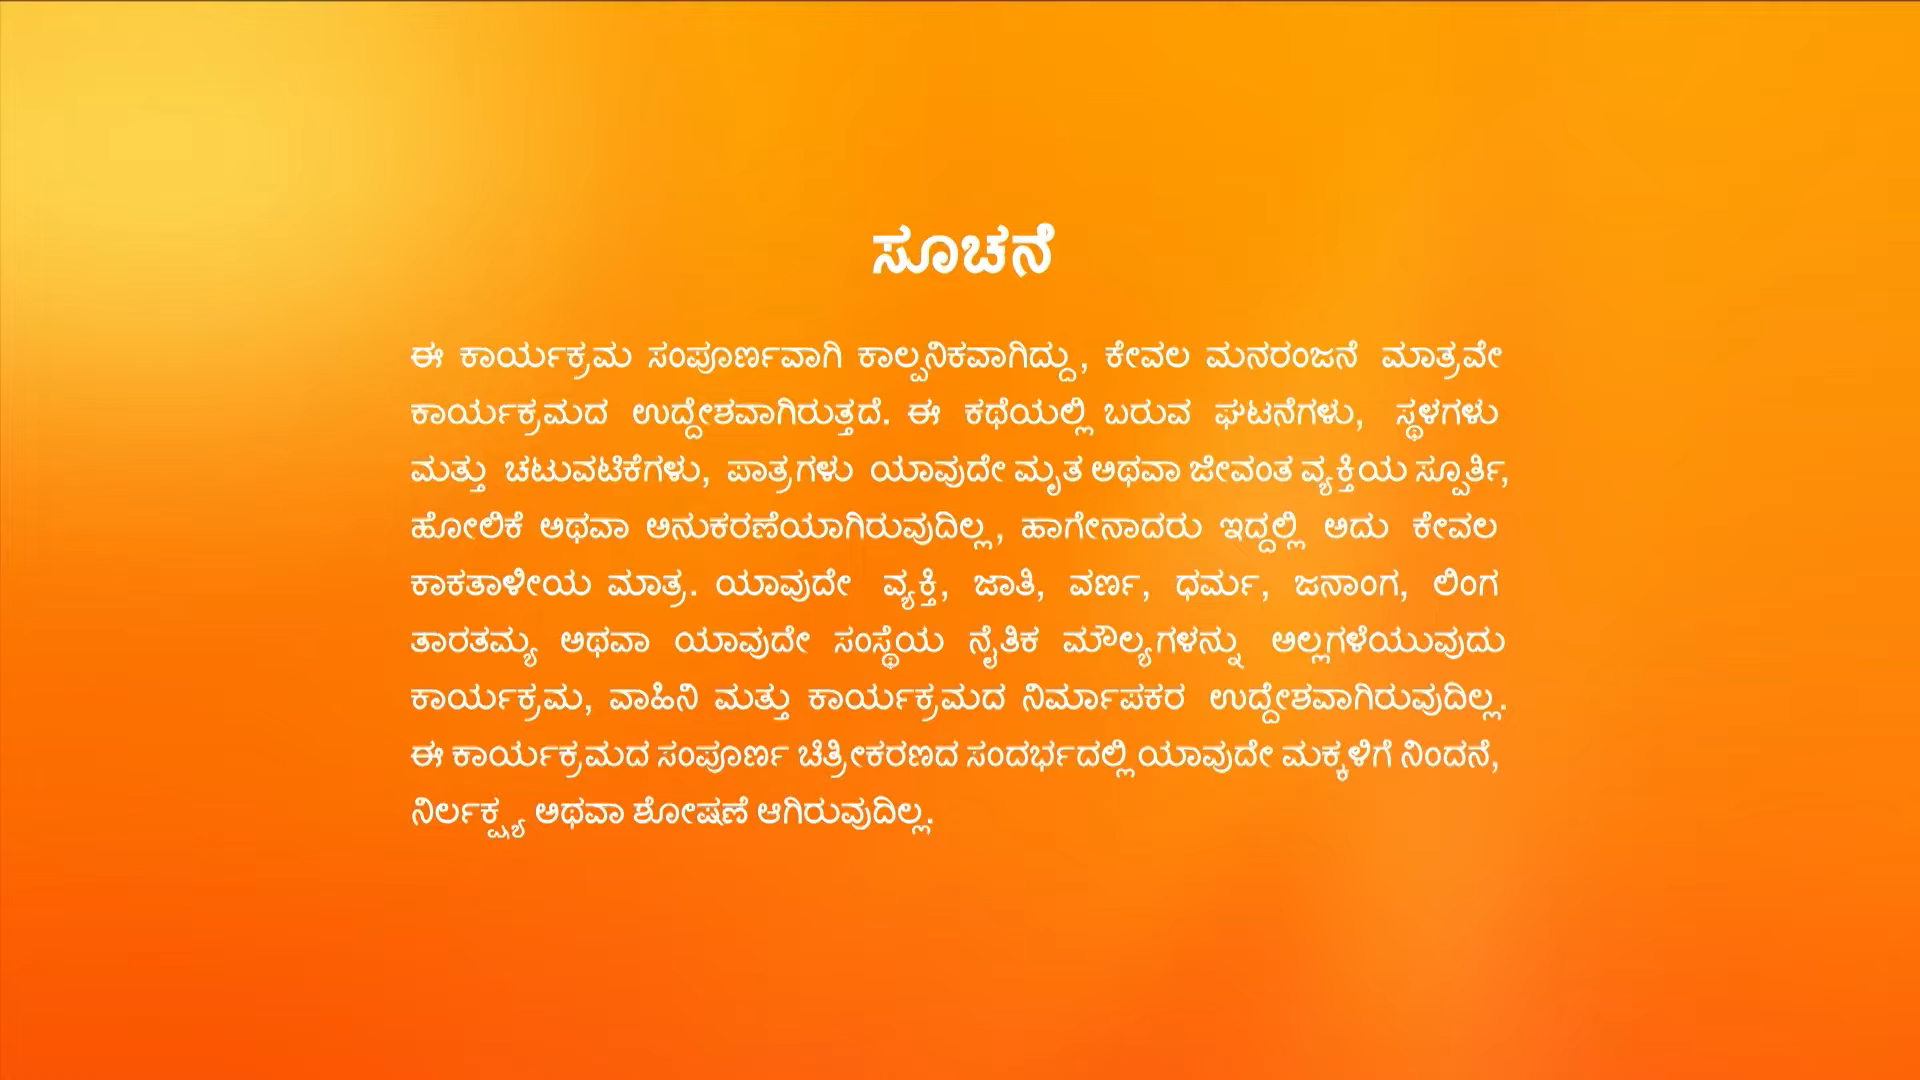 ಸೂಚನೆ
ಈ ಕಾರ್ಯಕ್ರಮ ಸಂಪೂರ್ಣವಾಗಿ ಕಾಲ್ಪನಿಕವಾಗಿದ್ದು, ಕೇವಲ ಮನರಂಜನೆ ಮಾತ್ರವೇ
ಕಾರ್ಯಕ್ರಮದ ಉದ್ದೇಶವಾಗಿರುತ್ತದೆ. ಈ ಕಥೆಯಲ್ಲಿ ಬರುವ ಘಟನೆಗಳು, ಸ್ಥಳಗಳು
ಮತ್ತು ಚಟುವಟಿಕೆಗಳು, ಪಾತ್ರಗಳು ಯಾವುದೇ ಮೃತ ಅಥವಾ ಜೀವಂತ ವ್ಯಕ್ತಿಯ ಸ್ಪೂರ್ತಿ,
ಹೋಲಿಕೆ ಅಥವಾ ಅನುಕರಣೆಯಾಗಿರುವುದಿಲ್ಲ, ಹಾಗೇನಾದರು ಇದ್ದಲ್ಲಿ ಅದು ಕೇವಲ
ಕಾಕತಾಳೀಯ ಮಾತ್ರ. ಯಾವುದೇ ವ್ಯಕ್ತಿ, ಜಾತಿ, ವರ್ಣ, ಧರ್ಮ, ಜನಾಂಗ, ಲಿಂಗ
ತಾರತಮ್ಯ ಅಥವಾ ಯಾವುದೇ ಸಂಸ್ಥೆಯ ನೈತಿಕ ಮೌಲ್ಯಗಳನ್ನು ಅಲ್ಲಗಳೆಯುವುದು
ಕಾರ್ಯಕ್ರಮ, ವಾಹಿನಿ ಮತ್ತು ಕಾರ್ಯಕ್ರಮದ ನಿರ್ಮಾಪಕರ ಉದ್ದೇಶವಾಗಿರುವುದಿಲ್ಲ.
ಈ ಕಾರ್ಯಕ್ರಮದ ಸಂಪೂರ್ಣ ಚಿತ್ರೀಕರಣದ ಸಂದರ್ಭದಲ್ಲಿ ಯಾವುದೇ ಮಕ್ಕಳಿಗೆ ನಿಂದನೆ,
ನಿರ್ಲಕ್ಷ್ಯ ಅಥವಾ ಶೋಷಣೆ ಆಗಿರುವುದಿಲ್ಲ.